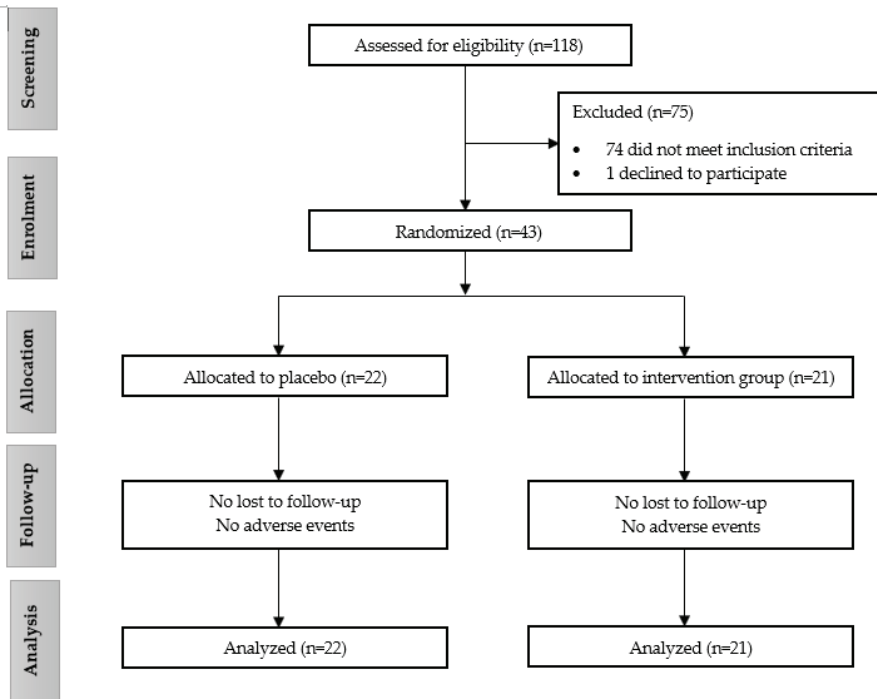 Screening
Assessed for eligibility (n=118)
Excluded (n=75)
• 74 did not meet inclusion criteria
• 1 declined to participate
Enrolment
Randomized (n=43)
Allocation
Allocated to placebo (n=22)
Allocated to intervention group (n=21)
Follow-up
No lost to follow-up
No adverse events
No lost to follow-up
No adverse events
Analysis
Analyzed (n=22)
Analyzed (n=21)